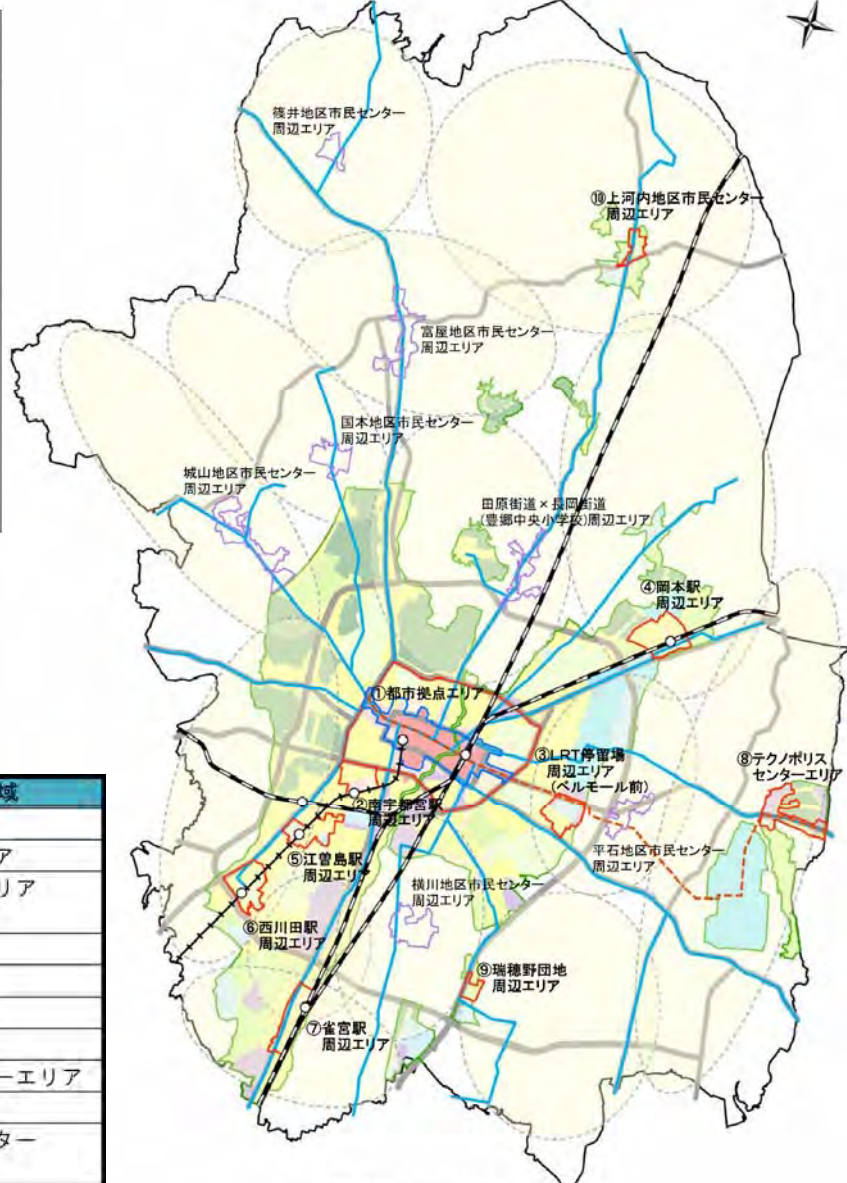 篠井地区市民センター
周辺エリア
⑩上河内地区市民センター
周辺エリア
富屋地区市民センター
周辺エリア
国本地区市民センター
周辺エリア
城山地区市民センター
周辺エリア
田原街道×長岡街道
(豊郷中央小学校)周辺エリア
④岡本駅
周辺エリア
①都市拠点エリア
③LRT停留場
周辺エリア
(ベルモール前)
⑧テクノポリス
センターエリア
②南宇都宮駅
周辺エリア
平石地区市民センター
周辺エリア
⑤江曽島駅
周辺エリア
横川地区市民センター
周辺エリア
⑥西川田駅
周辺エリア
⑨瑞穂野団地
周辺エリア
⑦雀宮駅
周辺エリア
域
ア
リア
ーエリア
ター